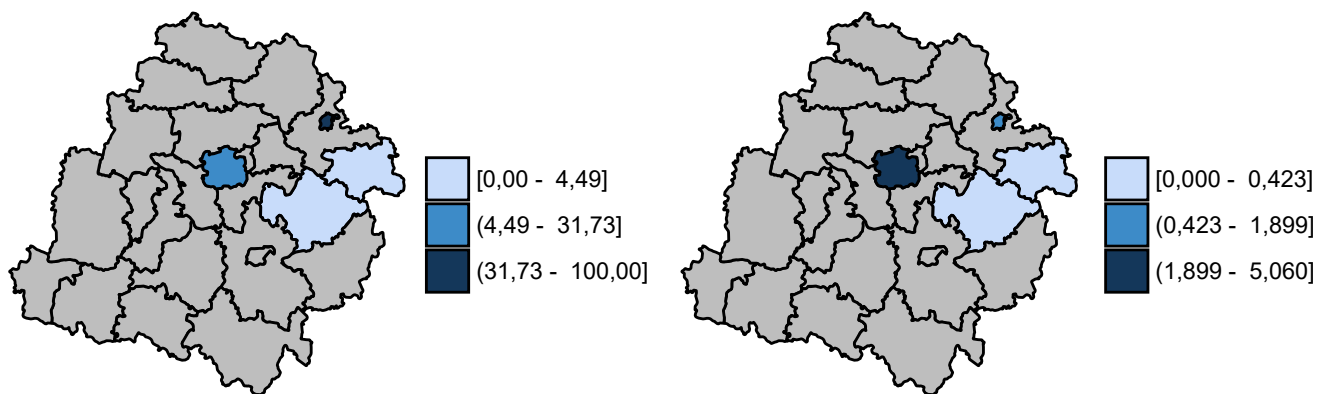 [0,00 - 4,49]
(4,49 - 31,73]
(31,73 - 100,00]
[0,000 - 0,423]
(0,423 - 1,899]
(1,899 - 5,060]